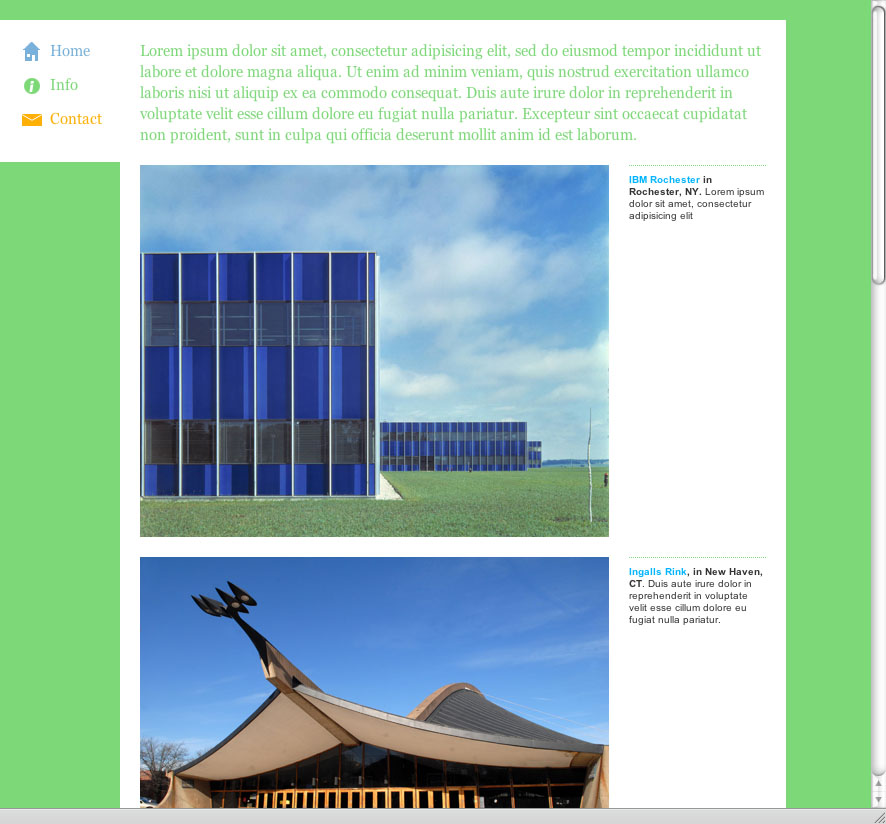 Home
Info
Contact
Lorem ipsum dolor sit amet, consectetur adipisicing elit, sed do eiusmod tempor incididunt ut
labore et dolore magna aliqua. Ut enim ad minim veniam, quis nostrud exercitation ullamco
laboris nisi ut aliquip ex ea commodo consequat. Duis aute irure dolor in reprehenderit in
voluptate velit esse cillum dolore eu fugiat nulla pariatur. Excepteur sint occaecat cupidatat
non proident, sunt in culpa qui officia deserunt mollit anim id est laborum.
IBM Rochester in
Rochester, NY. Lorem ipsum
dolor sit amet, consectetur
adipisicing elit
Ingalls Rink, in New Haven,
CT. Duis aute irure dolor in
reprehenderit in voluptate
velit esse cillum dolore eu
fugiat nulla pariatur.